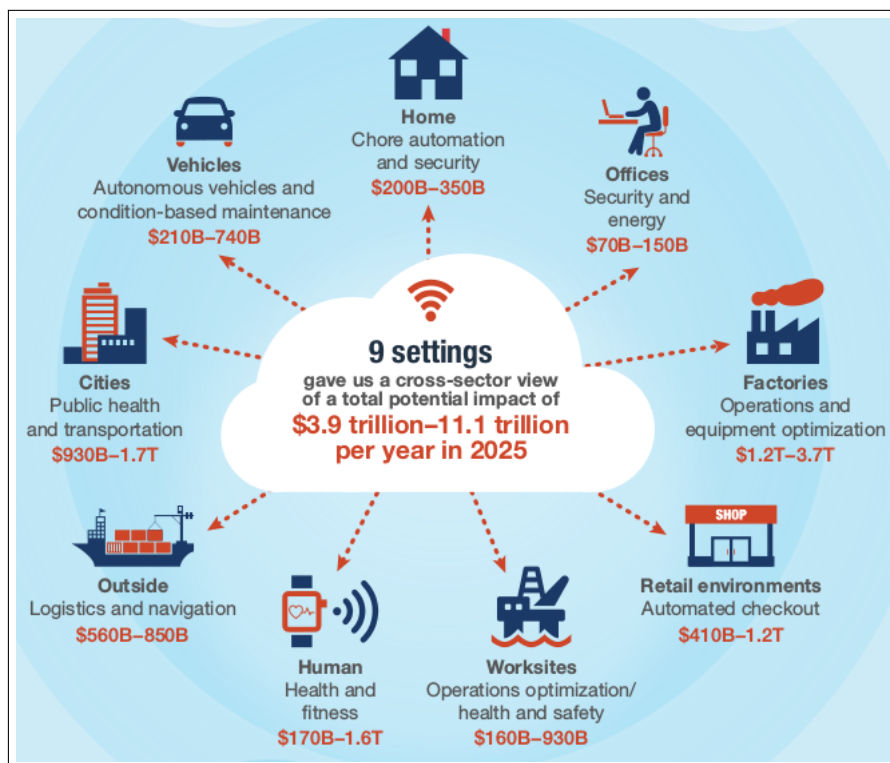 Home
Chore automation
and security
$200B–350B
Vehicles
Autonomous vehicles and
condition-based maintenance
$210B–740B
Offices
Security and
energy
$70B–150B
9 settings
gave us a cross-sector view
of a total potential impact of
$3.9 trillion–11.1 trillion
per year in 2025
Cities
Public health
and transportation
$930B–1.7T
Factories
Operations and
equipment optimization
$1.2T–3.7T
Outside
Logistics and navigation
$560B–850B
SHOP
Retail environments
Automated checkout
$410B–1.2T
Human
Health and
fitness
$170B–1.6T
Worksites
Operations optimization/
health and safety
$160B–930B